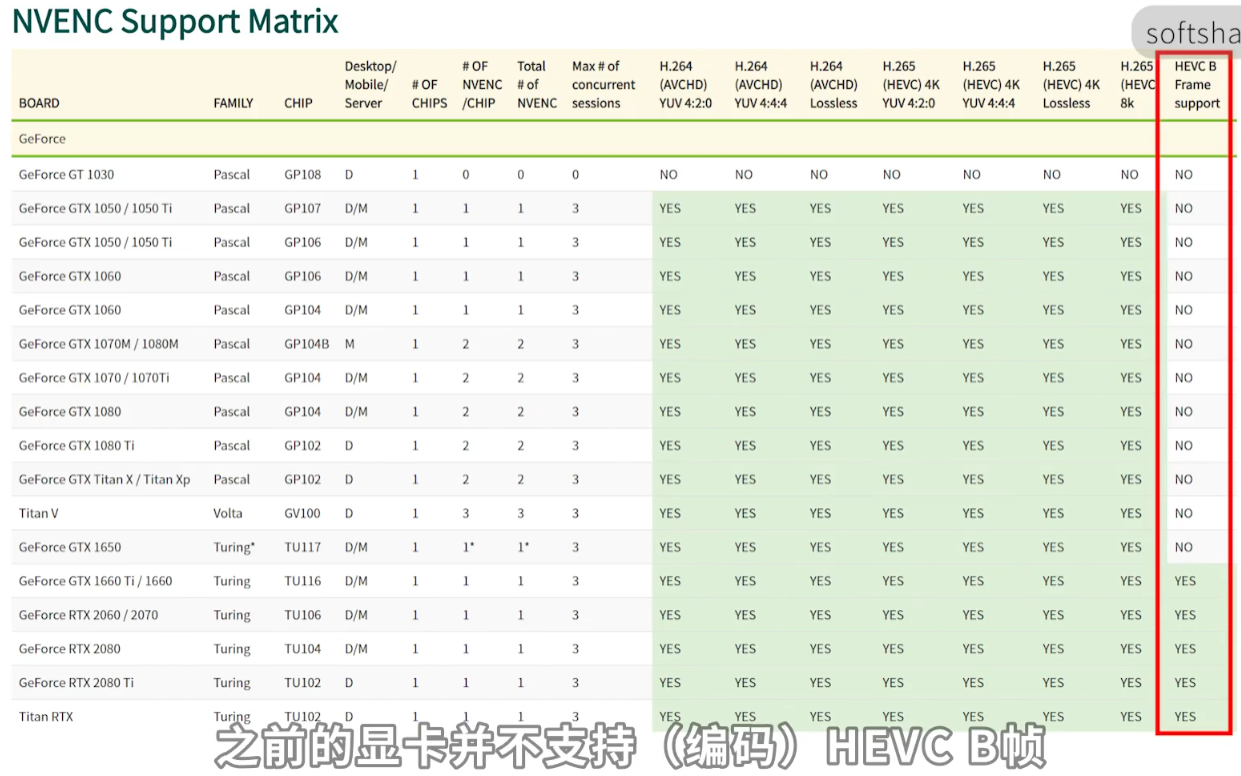 NVENC Support Matrix
softsha
BOARD FAMILY CHIP Desktop/ Mobile/ Server # OF CHIPS # OF NVENC /CHIP Total # of NVENC Max # of concurrent sessions H.264 (AVCHD) YUV 4:2:0 H.264 (AVCHD) YUV 4:4:4 H.264 (AVCHD) Lossless H.265 (HEVC) 4K YUV 4:2:0 H.265 (HEVC) 4K YUV 4:4:4 H.265 (HEVC) 4K Lossless H.265 (HEVC 8k HEVC B Frame support
GeForce
GeForce GT 1030 Pascal GP108 D 1 0 0 0 NO NO NO NO NO NO NO NO
GeForce GTX 1050 / 1050 Ti Pascal GP107 D/M 1 1 1 3 YES YES YES YES YES YES YES NO
GeForce GTX 1050 / 1050 Ti Pascal GP106 D/M 1 1 1 3 YES YES YES YES YES YES YES NO
GeForce GTX 1060 Pascal GP106 D/M 1 1 1 3 YES YES YES YES YES YES YES NO
GeForce GTX 1060 Pascal GP104 D/M 1 1 1 3 YES YES YES YES YES YES YES NO
GeForce GTX 1070M / 1080M Pascal GP104B M 1 2 2 3 YES YES YES YES YES YES YES NO
GeForce GTX 1070 / 1070Ti Pascal GP104 D/M 1 2 2 3 YES YES YES YES YES YES YES NO
GeForce GTX 1080 Pascal GP104 D/M 1 2 2 3 YES YES YES YES YES YES YES NO
GeForce GTX 1080 Ti Pascal GP102 D 1 2 2 3 YES YES YES YES YES YES YES NO
GeForce GTX Titan X / Titan Xp Pascal GP102 D 1 2 2 3 YES YES YES YES YES YES YES NO
Titan V Volta GV100 D 1 3 3 3 YES YES YES YES YES YES YES NO
GeForce GTX 1650 Turing* TU117 D/M 1 1* 1* 3 YES YES YES YES YES YES YES NO
GeForce GTX 1660 Ti / 1660 Turing TU116 D/M 1 1 1 3 YES YES YES YES YES YES YES YES
GeForce RTX 2060 / 2070 Turing TU106 D/M 1 1 1 3 YES YES YES YES YES YES YES YES
GeForce RTX 2080 Turing TU104 D/M 1 1 1 3 YES YES YES YES YES YES YES YES
GeForce RTX 2080 Ti Turing TU102 D 1 1 1 3 YES YES YES YES YES YES YES YES
Titan RTX Turing TU102 D 1 1 1 3 YES YES YES YES YES YES YES YES
之前的显卡并不支持（编码）HEVC B帧